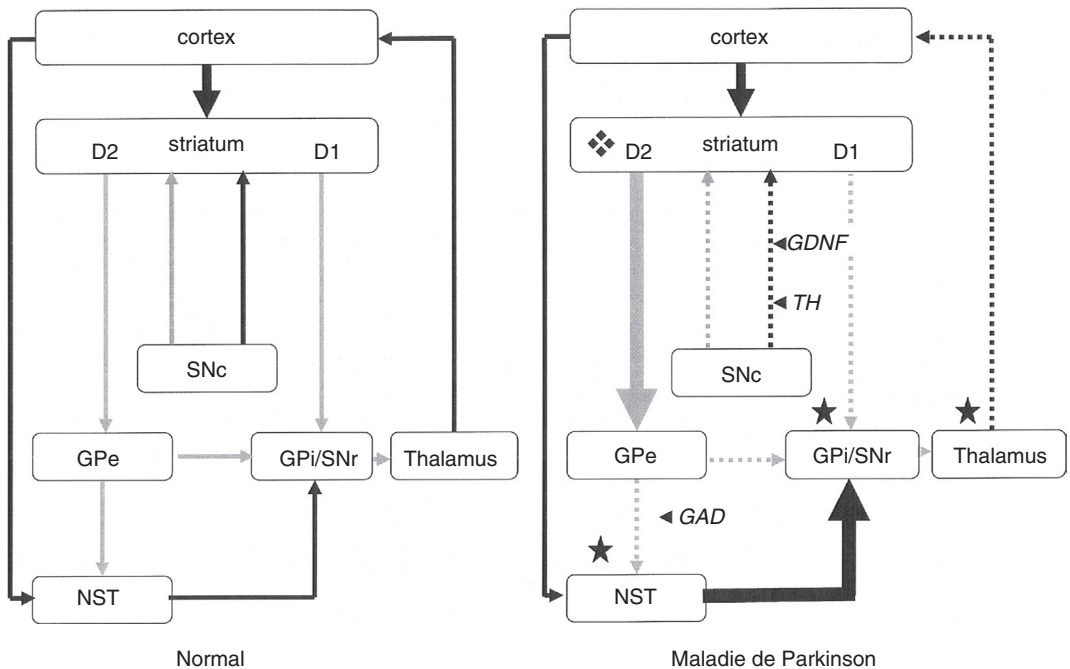 cortex
striatum
D2
D1
SNc
GPe
GPi/SNr
Thalamus
NST
Normal
cortex
striatum
D2
D1
GDNF
TH
SNc
GPe
GPi/SNr
Thalamus
GAD
NST
Maladie de Parkinson